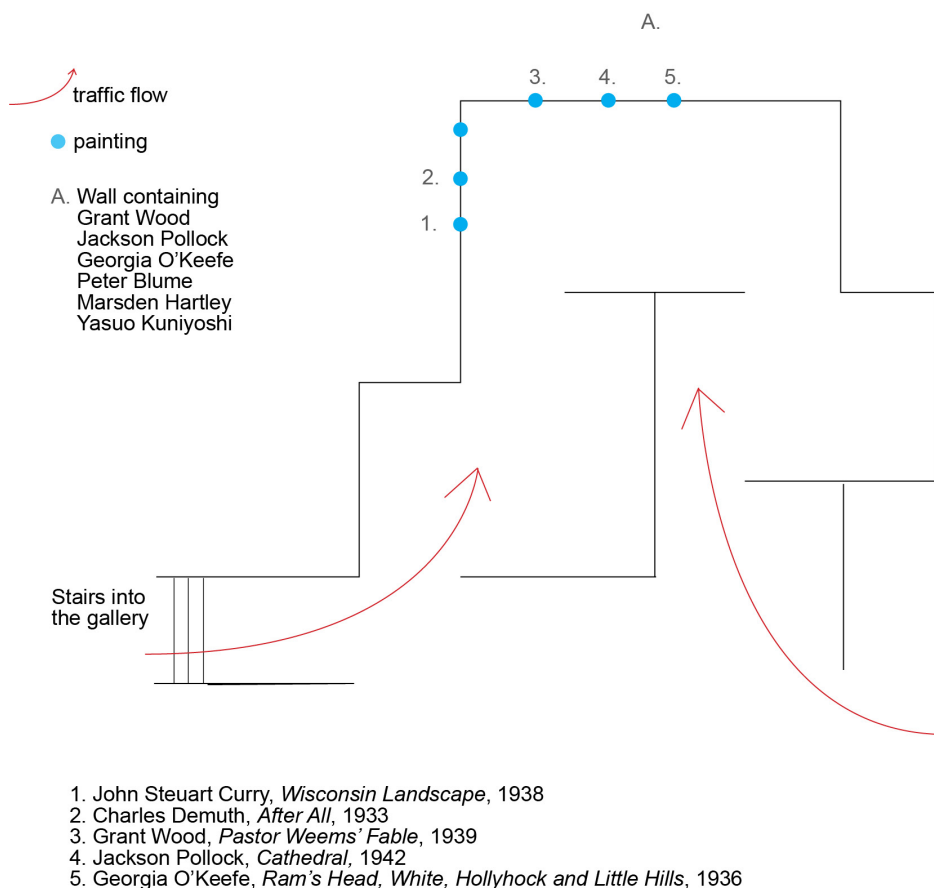 A.
3. 4. 5.
traffic flow
painting
2.
A. Wall containing
Grant Wood
1.
Jackson Pollock
Georgia O'Keefe
Peter Blume
Marsden Hartley
Yasuo Kuniyoshi
Stairs into
the gallery
1. John Steuart Curry, Wisconsin Landscape, 1938
2. Charles Demuth, After All, 1933
3. Grant Wood, Pastor Weems' Fable, 1939
4. Jackson Pollock, Cathedral, 1942
5. Georgia O'Keefe, Ram's Head, White, Hollyhock and Little Hills, 1936